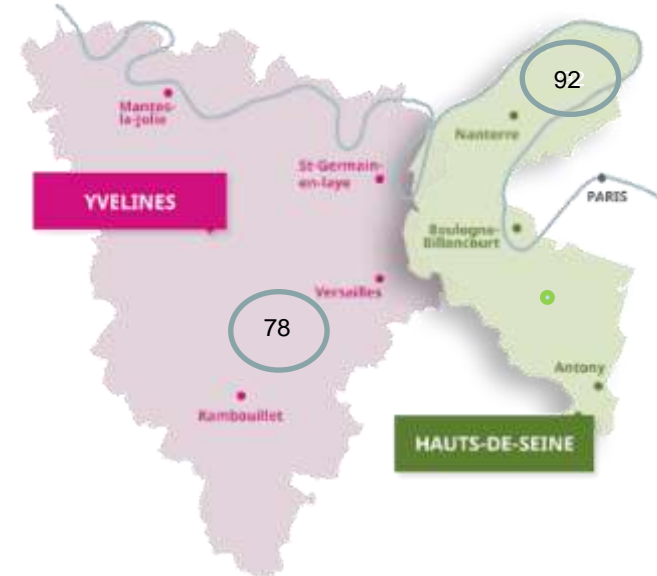 92
Mantes-
la-Jolie
Nanterre
St-Germain-
en-laye
YVELINES
PARIS
Boulogne-
Billancourt
Versailles
78
Antony
Rambouillet
HAUTS-DE-SEINE